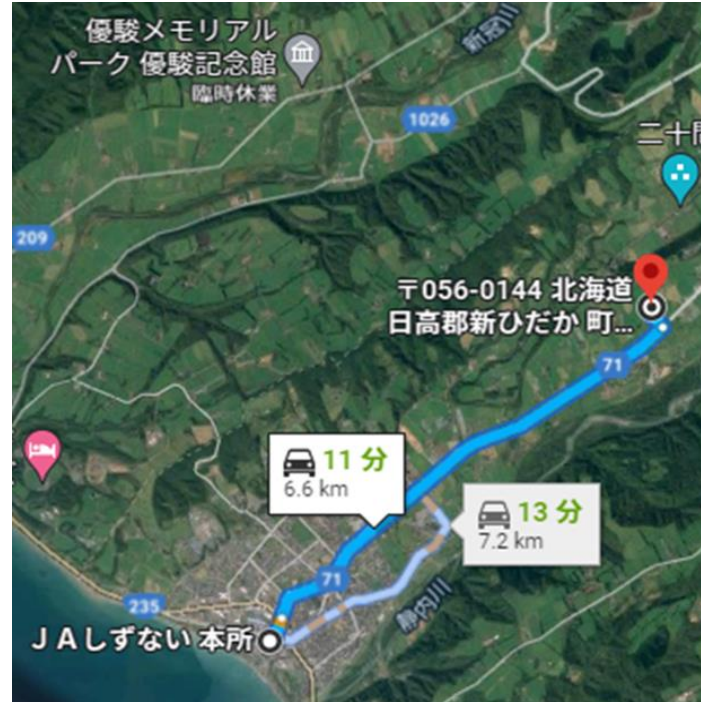 優駿メモリアル
パーク 優駿記念館
臨時休業
新冠川
1026
二十間
209
〒056-0144 北海道
日高郡新ひだか 町...
71
11 分
6.6 km
13 分
7.2 km
71
235
静内川
JAしずない 本所